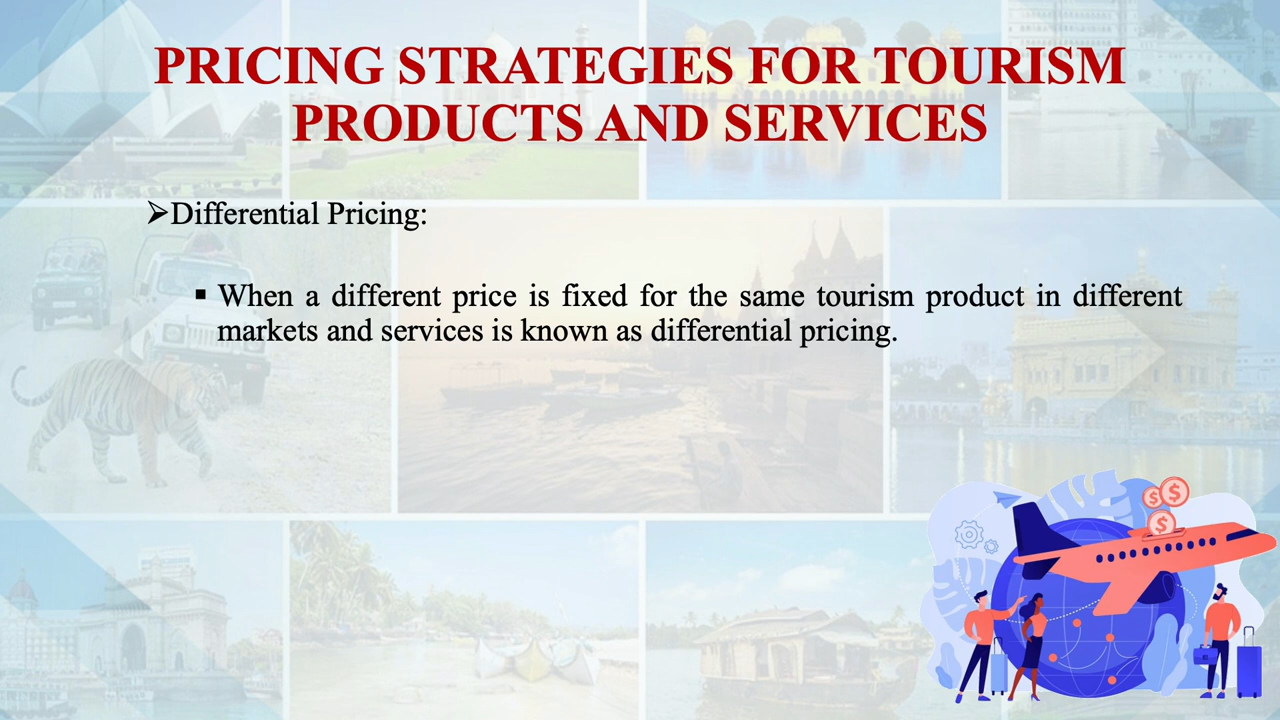 PRICING STRATEGIES FOR TOURISM
PRODUCTS AND SERVICES
➢Differential Pricing:
▪ When a different price is fixed for the same tourism product in different
markets and services is known as differential pricing.
$
$
$